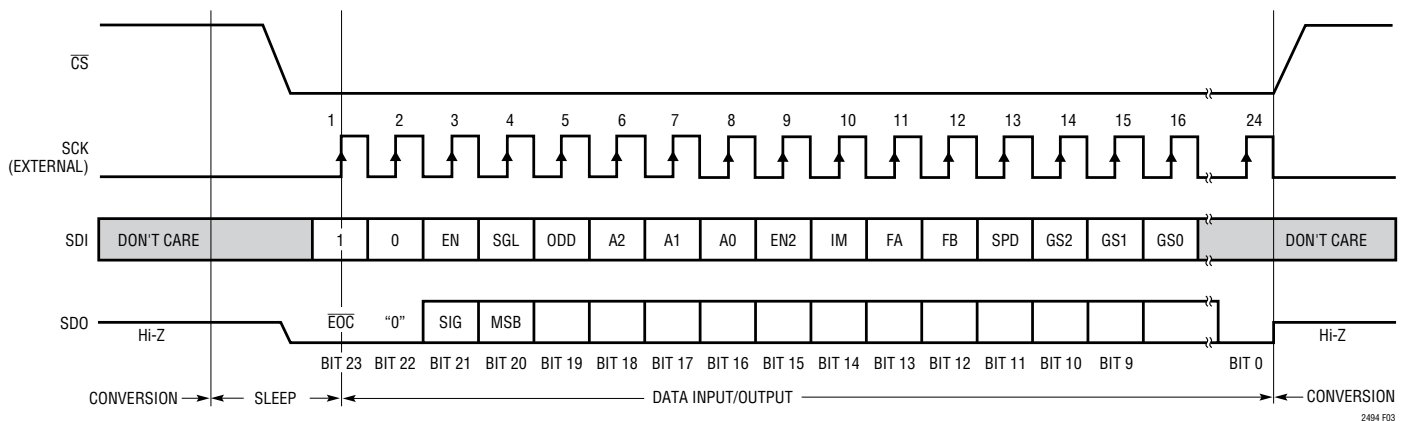 CS
1 2 3 4 5 6 7 8 9 10 11 12 13 14 15 16 24
SCK
(EXTERNAL)
SDI DON'T CARE 1 0 EN SGL ODD A2 A1 A0 EN2 IM FA FB SPD GS2 GS1 GS0 DON'T CARE
SDO Hi-Z EOC “0” SIG MSB Hi-Z
BIT 23 BIT 22 BIT 21 BIT 20 BIT 19 BIT 18 BIT 17 BIT 16 BIT 15 BIT 14 BIT 13 BIT 12 BIT 11 BIT 10 BIT 9 BIT 0
CONVERSION SLEEP DATA INPUT/OUTPUT CONVERSION
2494 F03